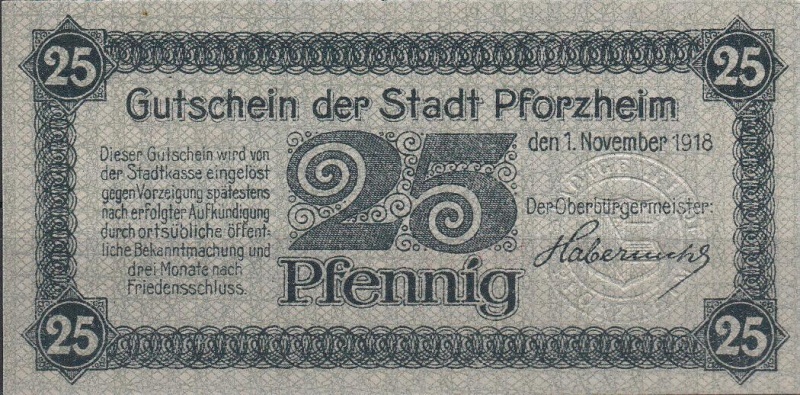 25
25
Gutschein der Stadt Pforzheim
Dieser Gutschein wird von
der Stadtkasse eingelöst
gegen Vorzeigung spätestens
nach erfolgter Aufkündigung
durch ortsübliche öffent-
liche Bekanntmachung und
drei Monate nach
Friedensschluss.
25
Pfennig
den 1. November 1918
Der Oberbürgermeister:
Habermehl
25
25